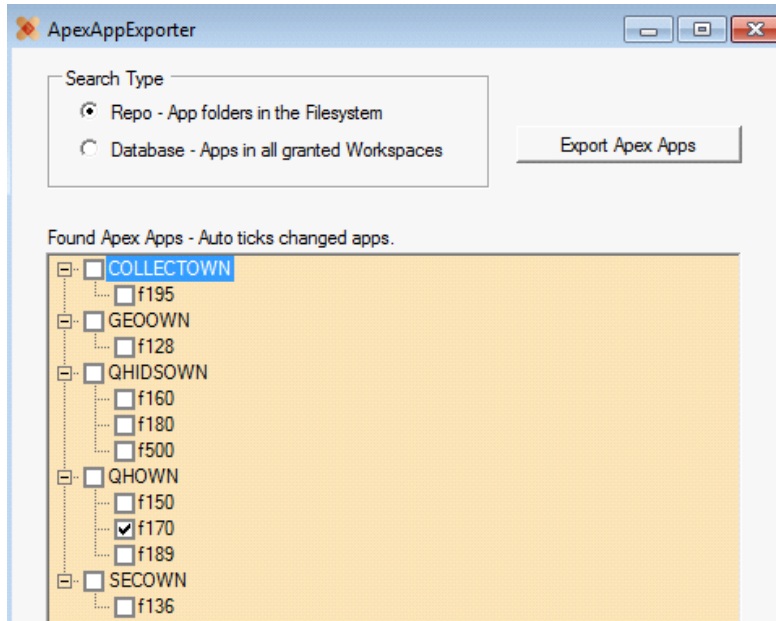 ApexAppExporter
Search Type
Repo - App folders in the Filesystem
Database - Apps in all granted Workspaces
Export Apex Apps
Found Apex Apps - Auto ticks changed apps.
COLLECTOWN
f195
GEOOWN
f128
QHIDSOWN
f160
f180
f500
QHOWN
f150
f170
f189
SECOWN
f136